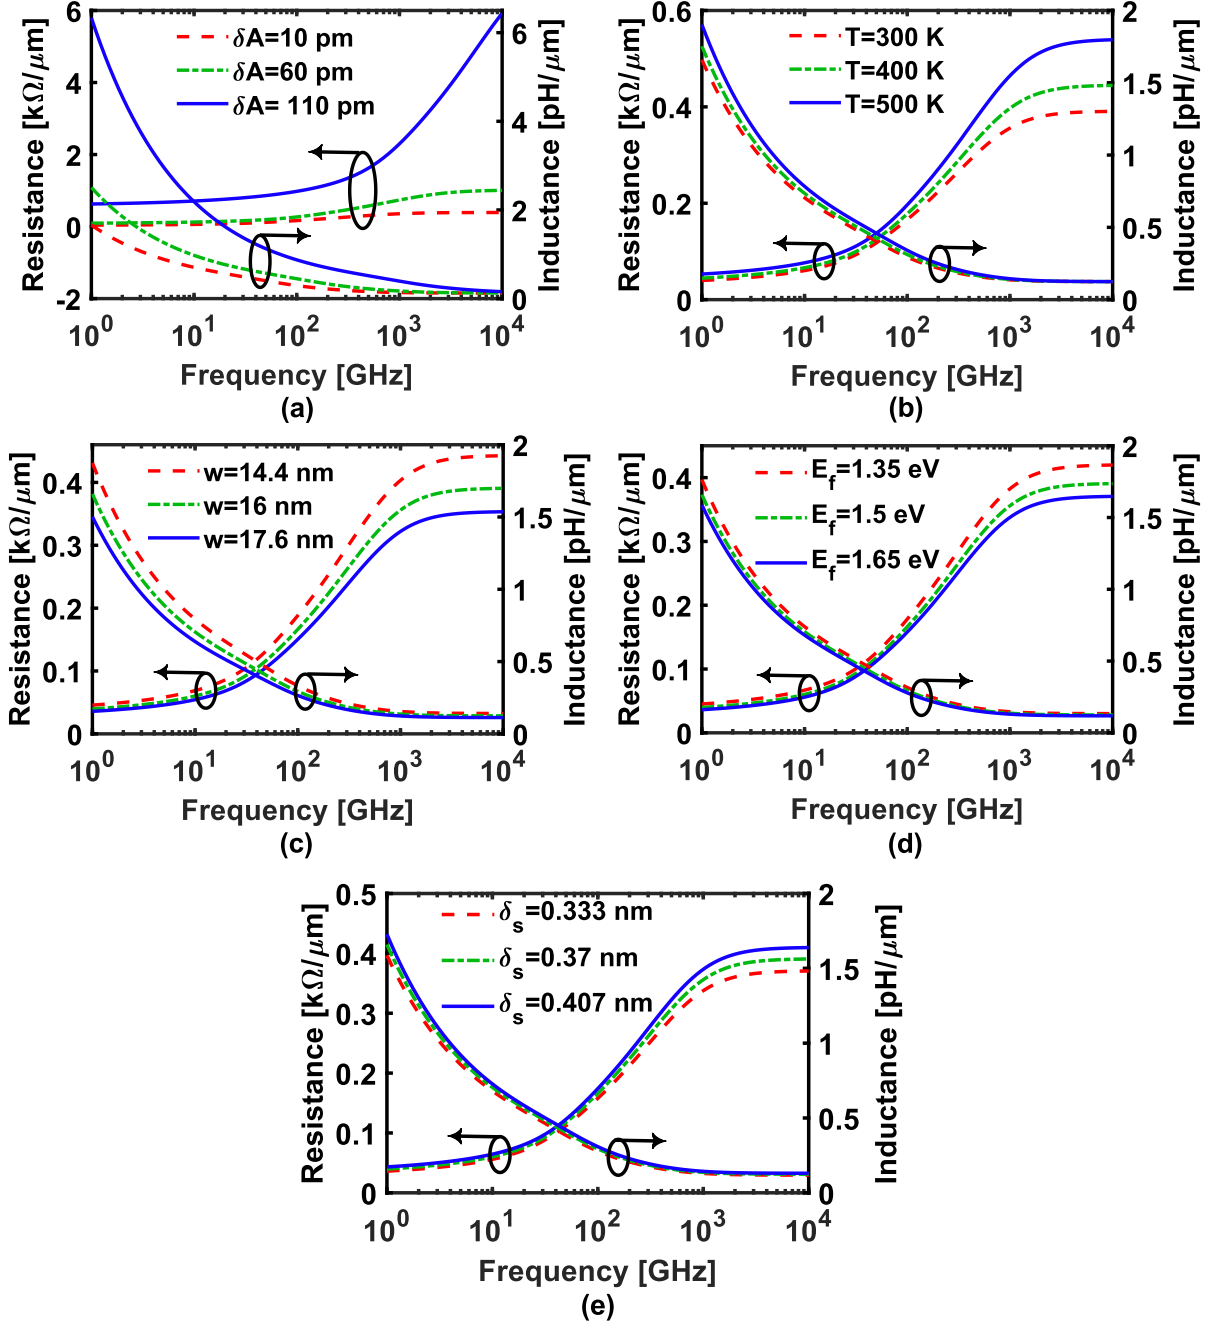 6
4
2
0
-2
Resistance [kΩ/μm]
δA=10 pm
δA=60 pm
δA= 110 pm
6
4
2
0
Inductance [pH/μm]
10^0 10^1 10^2 10^3 10^4
Frequency [GHz]
(a)
0.6
0.4
0.2
0
Resistance [kΩ/μm]
T=300 K
T=400 K
T=500 K
2
1.5
1
0.5
0
Inductance [pH/μm]
10^0 10^1 10^2 10^3 10^4
Frequency [GHz]
(b)
0.4
0.3
0.2
0.1
0
Resistance [kΩ/μm]
w=14.4 nm
w=16 nm
w=17.6 nm
2
1.5
1
0.5
0
Inductance [pH/μm]
10^0 10^1 10^2 10^3 10^4
Frequency [GHz]
(c)
0.4
0.3
0.2
0.1
0
Resistance [kΩ/μm]
E_f=1.35 eV
E_f=1.5 eV
E_f=1.65 eV
2
1.5
1
0.5
0
Inductance [pH/μm]
10^0 10^1 10^2 10^3 10^4
Frequency [GHz]
(d)
0.5
0.4
0.3
0.2
0.1
0
Resistance [kΩ/μm]
δ_s=0.333 nm
δ_s=0.37 nm
δ_s=0.407 nm
2
1.5
1
0.5
0
Inductance [pH/μm]
10^0 10^1 10^2 10^3 10^4
Frequency [GHz]
(e)